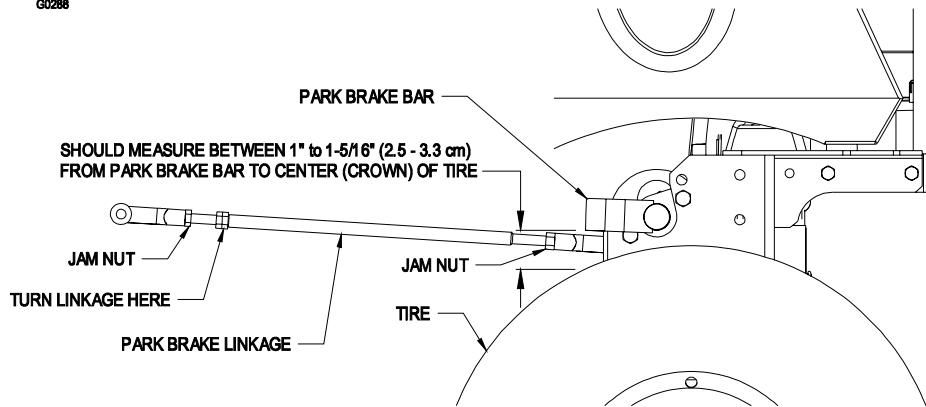 G0286
PARK BRAKE BAR
SHOULD MEASURE BETWEEN 1" to 1-5/16" (2.5 - 3.3 cm)
FROM PARK BRAKE BAR TO CENTER (CROWN) OF TIRE
JAM NUT
JAM NUT
TURN LINKAGE HERE
TIRE
PARK BRAKE LINKAGE